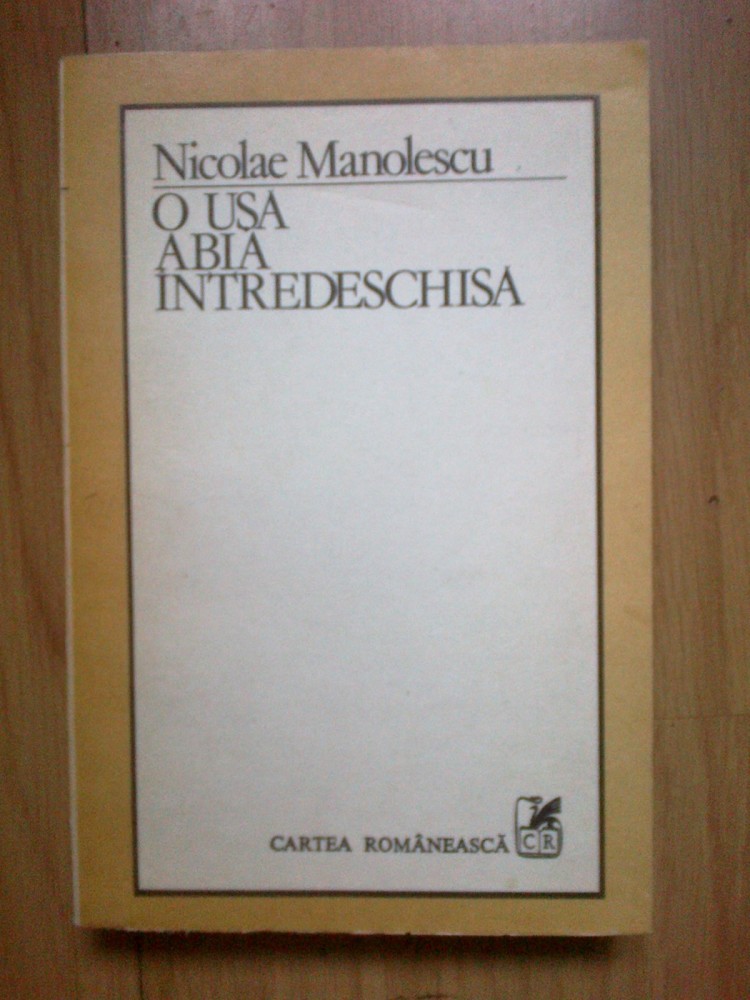 Nicolae Manolescu
O USA
ABIA
INTREDESCHISA
CARTEA ROMÂNEASCĂ
CR